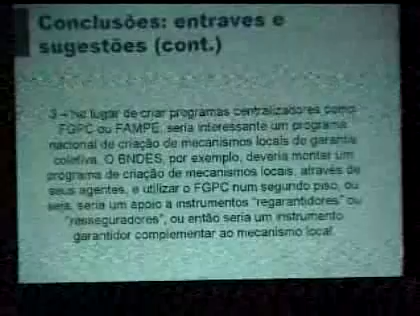 Conclusões: entraves e
sugestões (cont.)
3 – No lugar de criar programas centralizadores como
FGPC ou FAMPE, seria interessante um programa
nacional de criação de mecanismos locais de garantia
coletiva. O BNDES, por exemplo, deveria montar um
programa de criação de mecanismos locais, através de
seus agentes, e utilizar o FGPC num segundo piso, ou
seja, seria um apoio a instrumentos "regarantidores" ou
"resseguradores", ou então seria um instrumento
garantidor complementar ao mecanismo local.